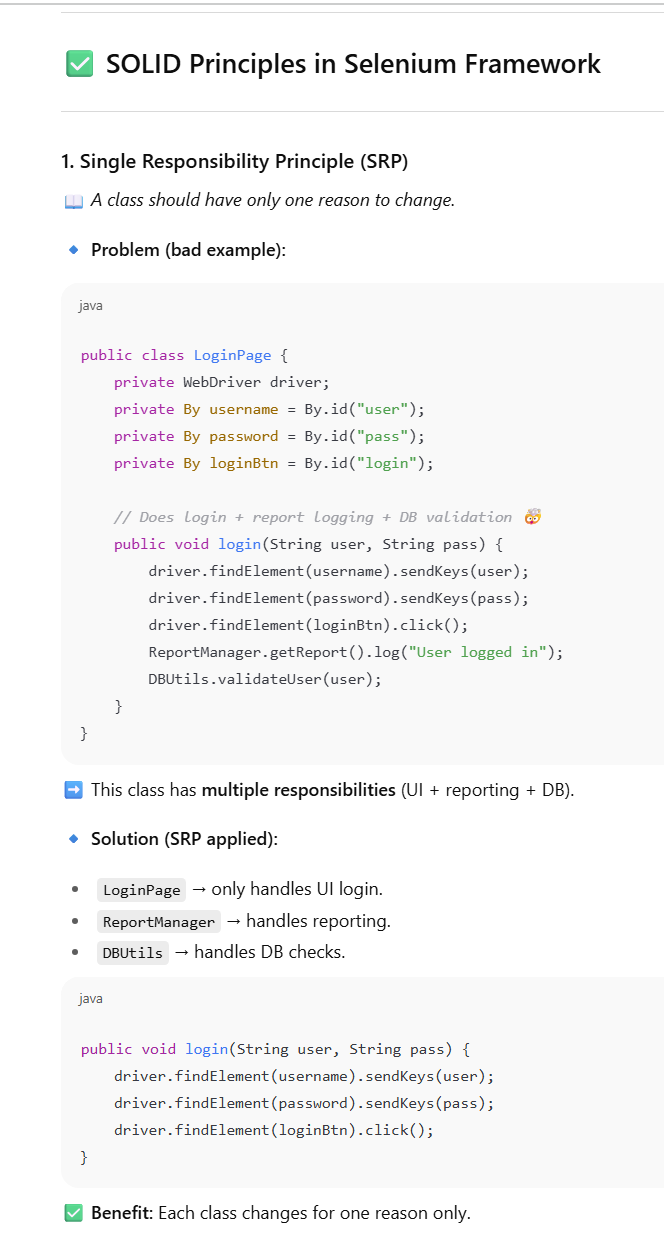 ✅ SOLID Principles in Selenium Framework
1. Single Responsibility Principle (SRP)
📖 A class should have only one reason to change.
🔹 Problem (bad example):
java
public class LoginPage {
    private WebDriver driver;
    private By username = By.id("user");
    private By password = By.id("pass");
    private By loginBtn = By.id("login");
    // Does login + report logging + DB validation 🤯
    public void login(String user, String pass) {
        driver.findElement(username).sendKeys(user);
        driver.findElement(password).sendKeys(pass);
        driver.findElement(loginBtn).click();
        ReportManager.getReport().log("User logged in");
        DBUtils.validateUser(user);
    }
}
➡️ This class has multiple responsibilities (UI + reporting + DB).
🔹 Solution (SRP applied):
• LoginPage → only handles UI login.
• ReportManager → handles reporting.
• DBUtils → handles DB checks.
java
public void login(String user, String pass) {
    driver.findElement(username).sendKeys(user);
    driver.findElement(password).sendKeys(pass);
    driver.findElement(loginBtn).click();
}
✅ Benefit: Each class changes for one reason only.